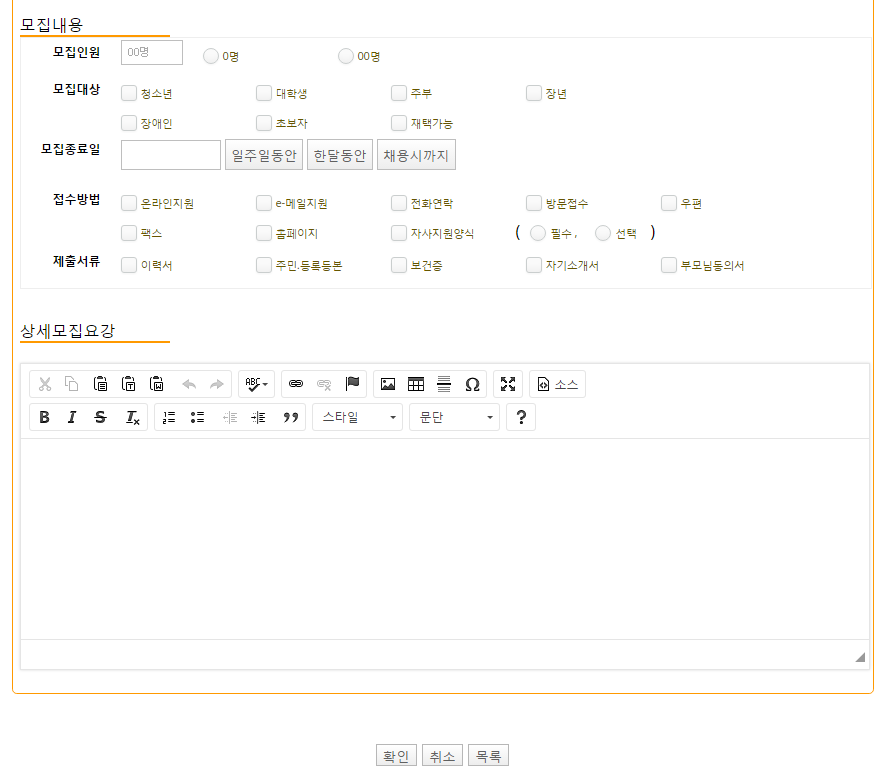 모집내용
모집인원 00명 0명 00명
모집대상 청소년 대학생 주부 장년
장애인 초보자 재택가능
모집종료일 일주일동안 한달동안 채용시까지
접수방법 온라인지원 e-메일지원 전화연락 방문접수 우편
팩스 홈페이지 자사지원양식 ( 필수, 선택 )
제출서류 이력서 주민.등록등본 보건증 자기소개서 부모님동의서
상세모집요강
ABC 소스
B I S Tx 스타일 문단 ?
확인 취소 목록